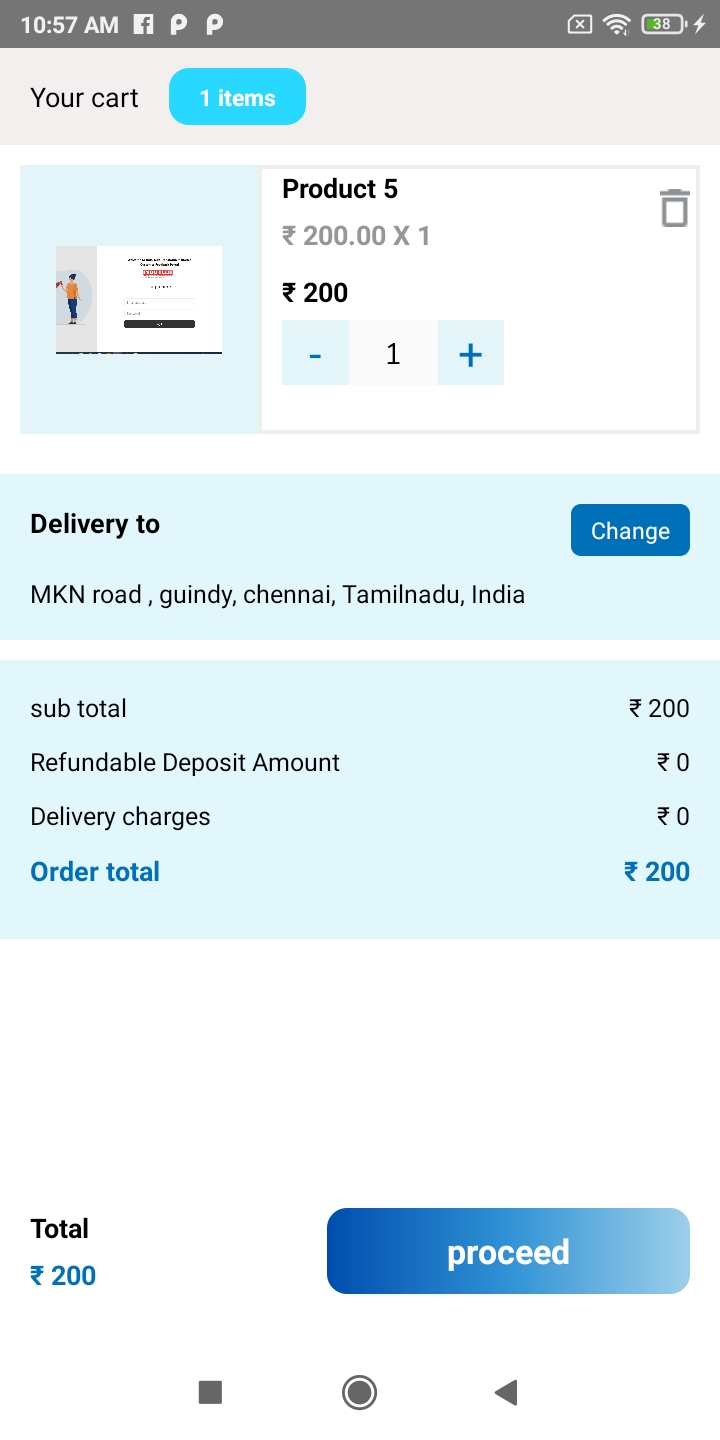 10:57 AM
38
Your cart
1 items
Product 5
₹ 200.00 X 1
₹ 200
- 1 +
Delivery to
Change
MKN road , guindy, chennai, Tamilnadu, India
sub total ₹ 200
Refundable Deposit Amount ₹ 0
Delivery charges ₹ 0
Order total ₹ 200
Total
₹ 200
proceed